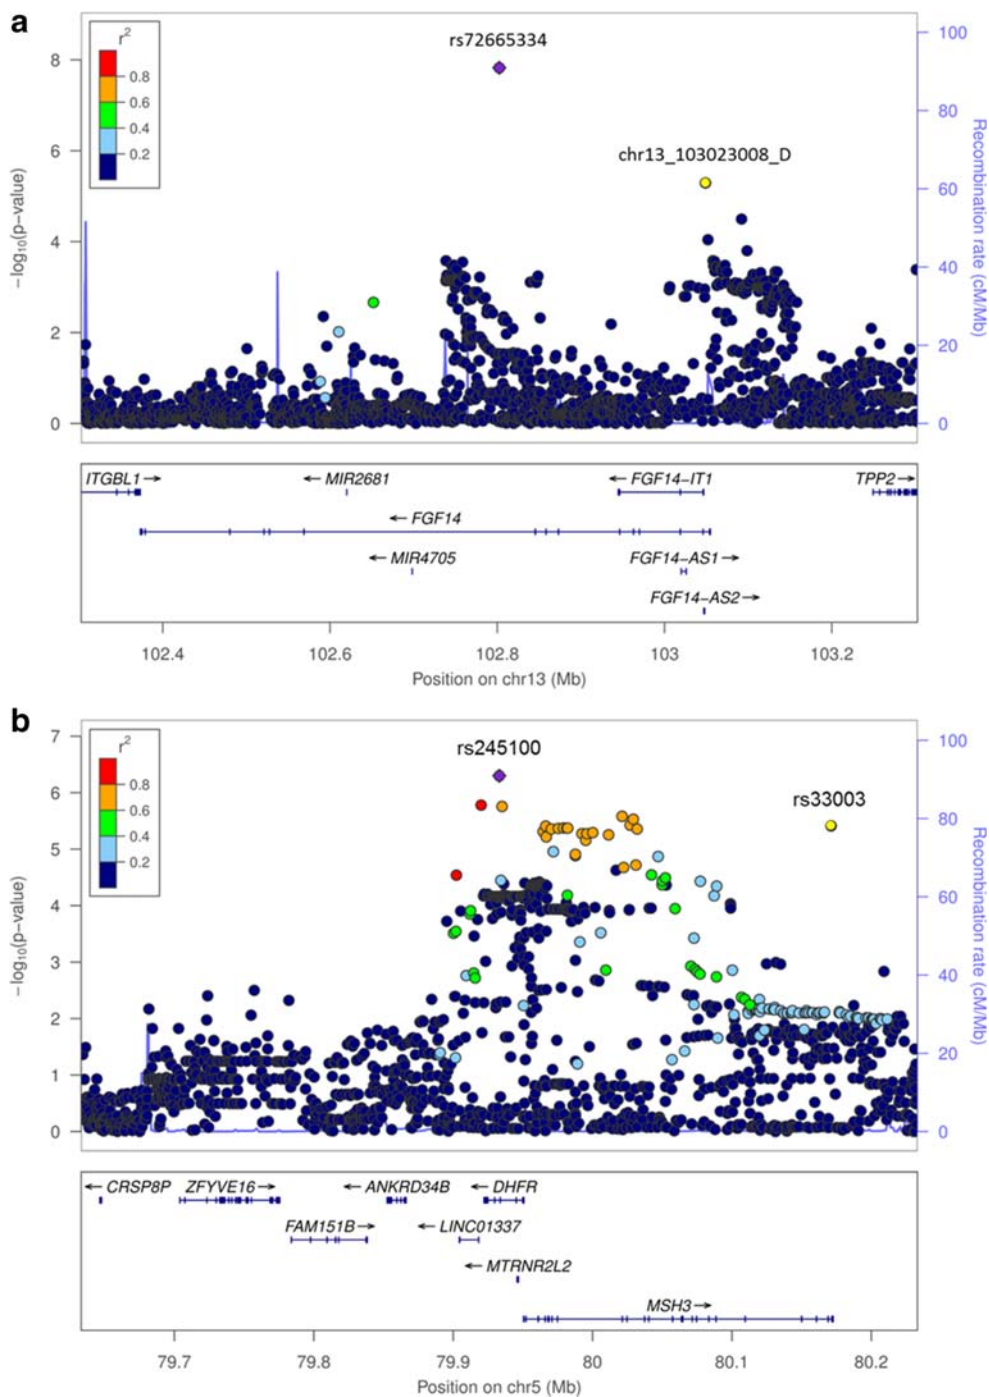 a
r2
0.8
0.6
0.4
0.2
rs72665334
chr13_103023008_D
8
6
4
2
0
−log10(p−value)
100
80
60
40
20
0
Recombination rate (cM/Mb)
ITGBL1→
←MIR2681
←FGF14−IT1
TPP2→
←FGF14
←MIR4705
FGF14−AS1→
FGF14−AS2→
102.4
102.6
102.8
103
103.2
Position on chr13 (Mb)
b
r2
0.8
0.6
0.4
0.2
rs245100
rs33003
7
6
5
4
3
2
1
0
−log10(p−value)
100
80
60
40
20
0
Recombination rate (cM/Mb)
←CRSP8P
ZFYVE16→
←ANKRD34B
←DHFR
FAM151B→
←LINC01337
←MTRNR2L2
MSH3→
79.7
79.8
79.9
80
80.1
80.2
Position on chr5 (Mb)